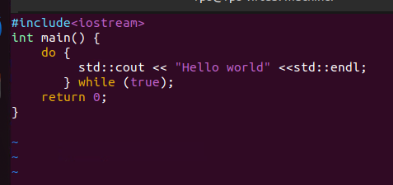 #include<iostream>
int main() {
    do {
         std::cout << "Hello world" <<std::endl;
       } while (true);
    return 0;
}
~
~
~